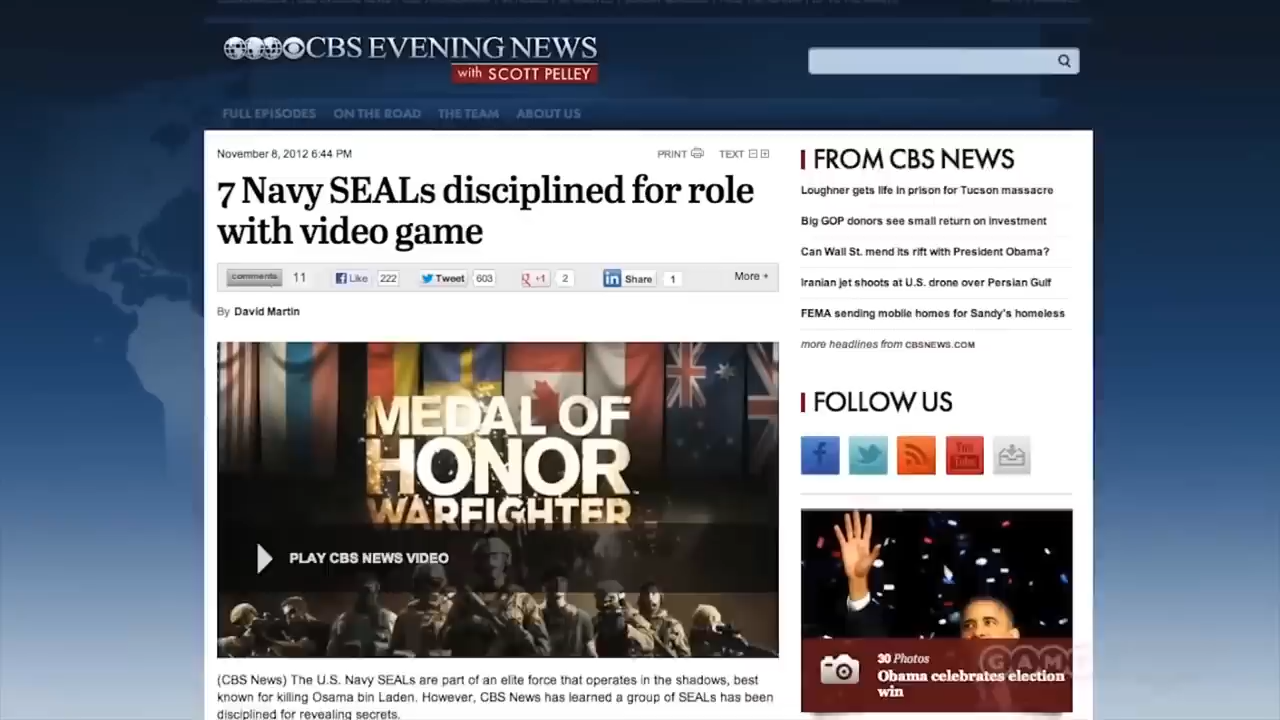 CBS EVENING NEWS
with SCOTT PELLEY
FULL EPISODES ON THE ROAD THE TEAM ABOUT US
November 8, 2012 6:44 PM
PRINT TEXT
7 Navy SEALs disciplined for role
with video game
comments 11 Like 222 Tweet 603 +1 2 in Share 1 More +
By David Martin
MEDAL OF
HONOR
WARFIGHTER
PLAY CBS NEWS VIDEO
(CBS News) The U.S. Navy SEALs are part of an elite force that operates in the shadows, best
known for killing Osama bin Laden. However, CBS News has learned a group of SEALs has been
disciplined for revealing secrets.
FROM CBS NEWS
Loughner gets life in prison for Tucson massacre
Big GOP donors see small return on investment
Can Wall St. mend its rift with President Obama?
Iranian jet shoots at U.S. drone over Persian Gulf
FEMA sending mobile homes for Sandy's homeless
more headlines from CBSNEWS.COM
FOLLOW US
You
Tube
30 Photos
Obama celebrates election
win